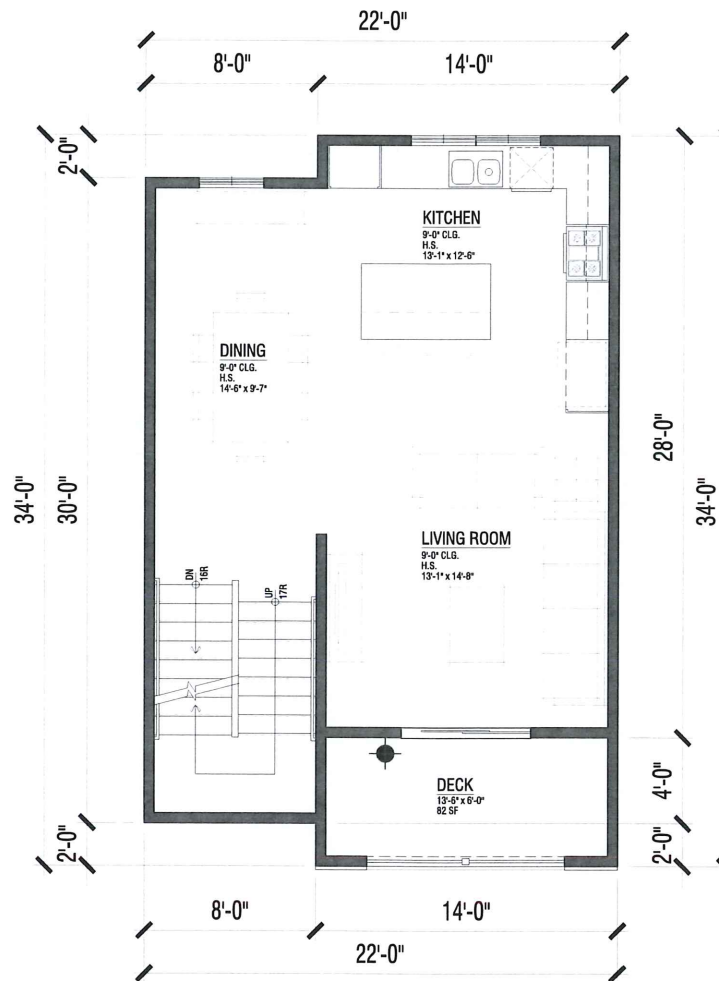 22'-0"
8'-0" 14'-0"
2'-0"
KITCHEN
9'-0" CLG.
H.S.
13'-1" x 12'-6"
DINING
9'-0" CLG.
H.S.
14'-6" x 9'-7"
34'-0"
30'-0"
28'-0"
34'-0"
LIVING ROOM
9'-0" CLG.
H.S.
13'-1" x 14'-8"
DN
16R
UP
17R
DECK
13'-6" x 6'-0"
82 SF
4'-0"
2'-0"
2'-0"
8'-0" 14'-0"
22'-0"